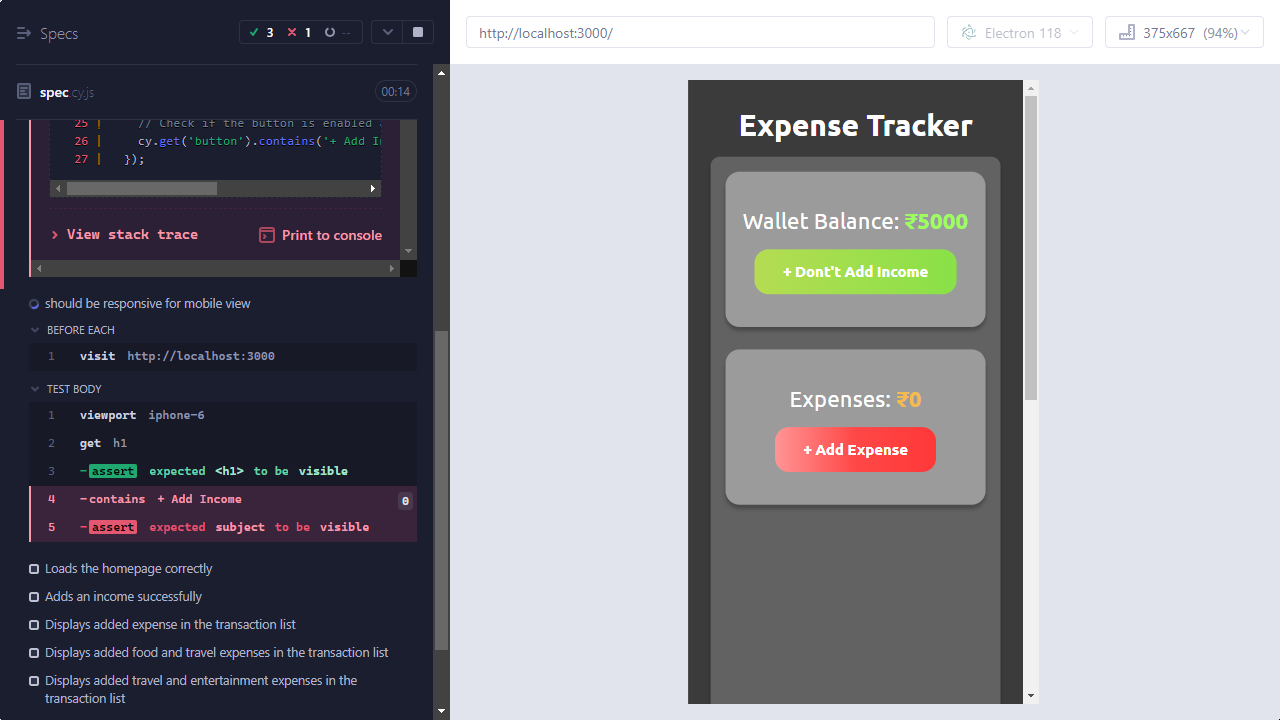 Specs
3
1
--
spec.cy.js
00:14
25 | // Check if the button is enabled
26 | cy.get('button').contains('+ Add In
27 | });
View stack trace
Print to console
should be responsive for mobile view
BEFORE EACH
1 visit http://localhost:3000
TEST BODY
1 viewport iphone-6
2 get h1
3 -assert expected <h1> to be visible
4 -contains + Add Income 0
5 -assert expected subject to be visible
Loads the homepage correctly
Adds an income successfully
Displays added expense in the transaction list
Displays added food and travel expenses in the transaction list
Displays added travel and entertainment expenses in the
transaction list
http://localhost:3000/
Electron 118
375x667 (94%)
Expense Tracker
Wallet Balance: ₹5000
+ Dont't Add Income
Expenses: ₹0
+ Add Expense